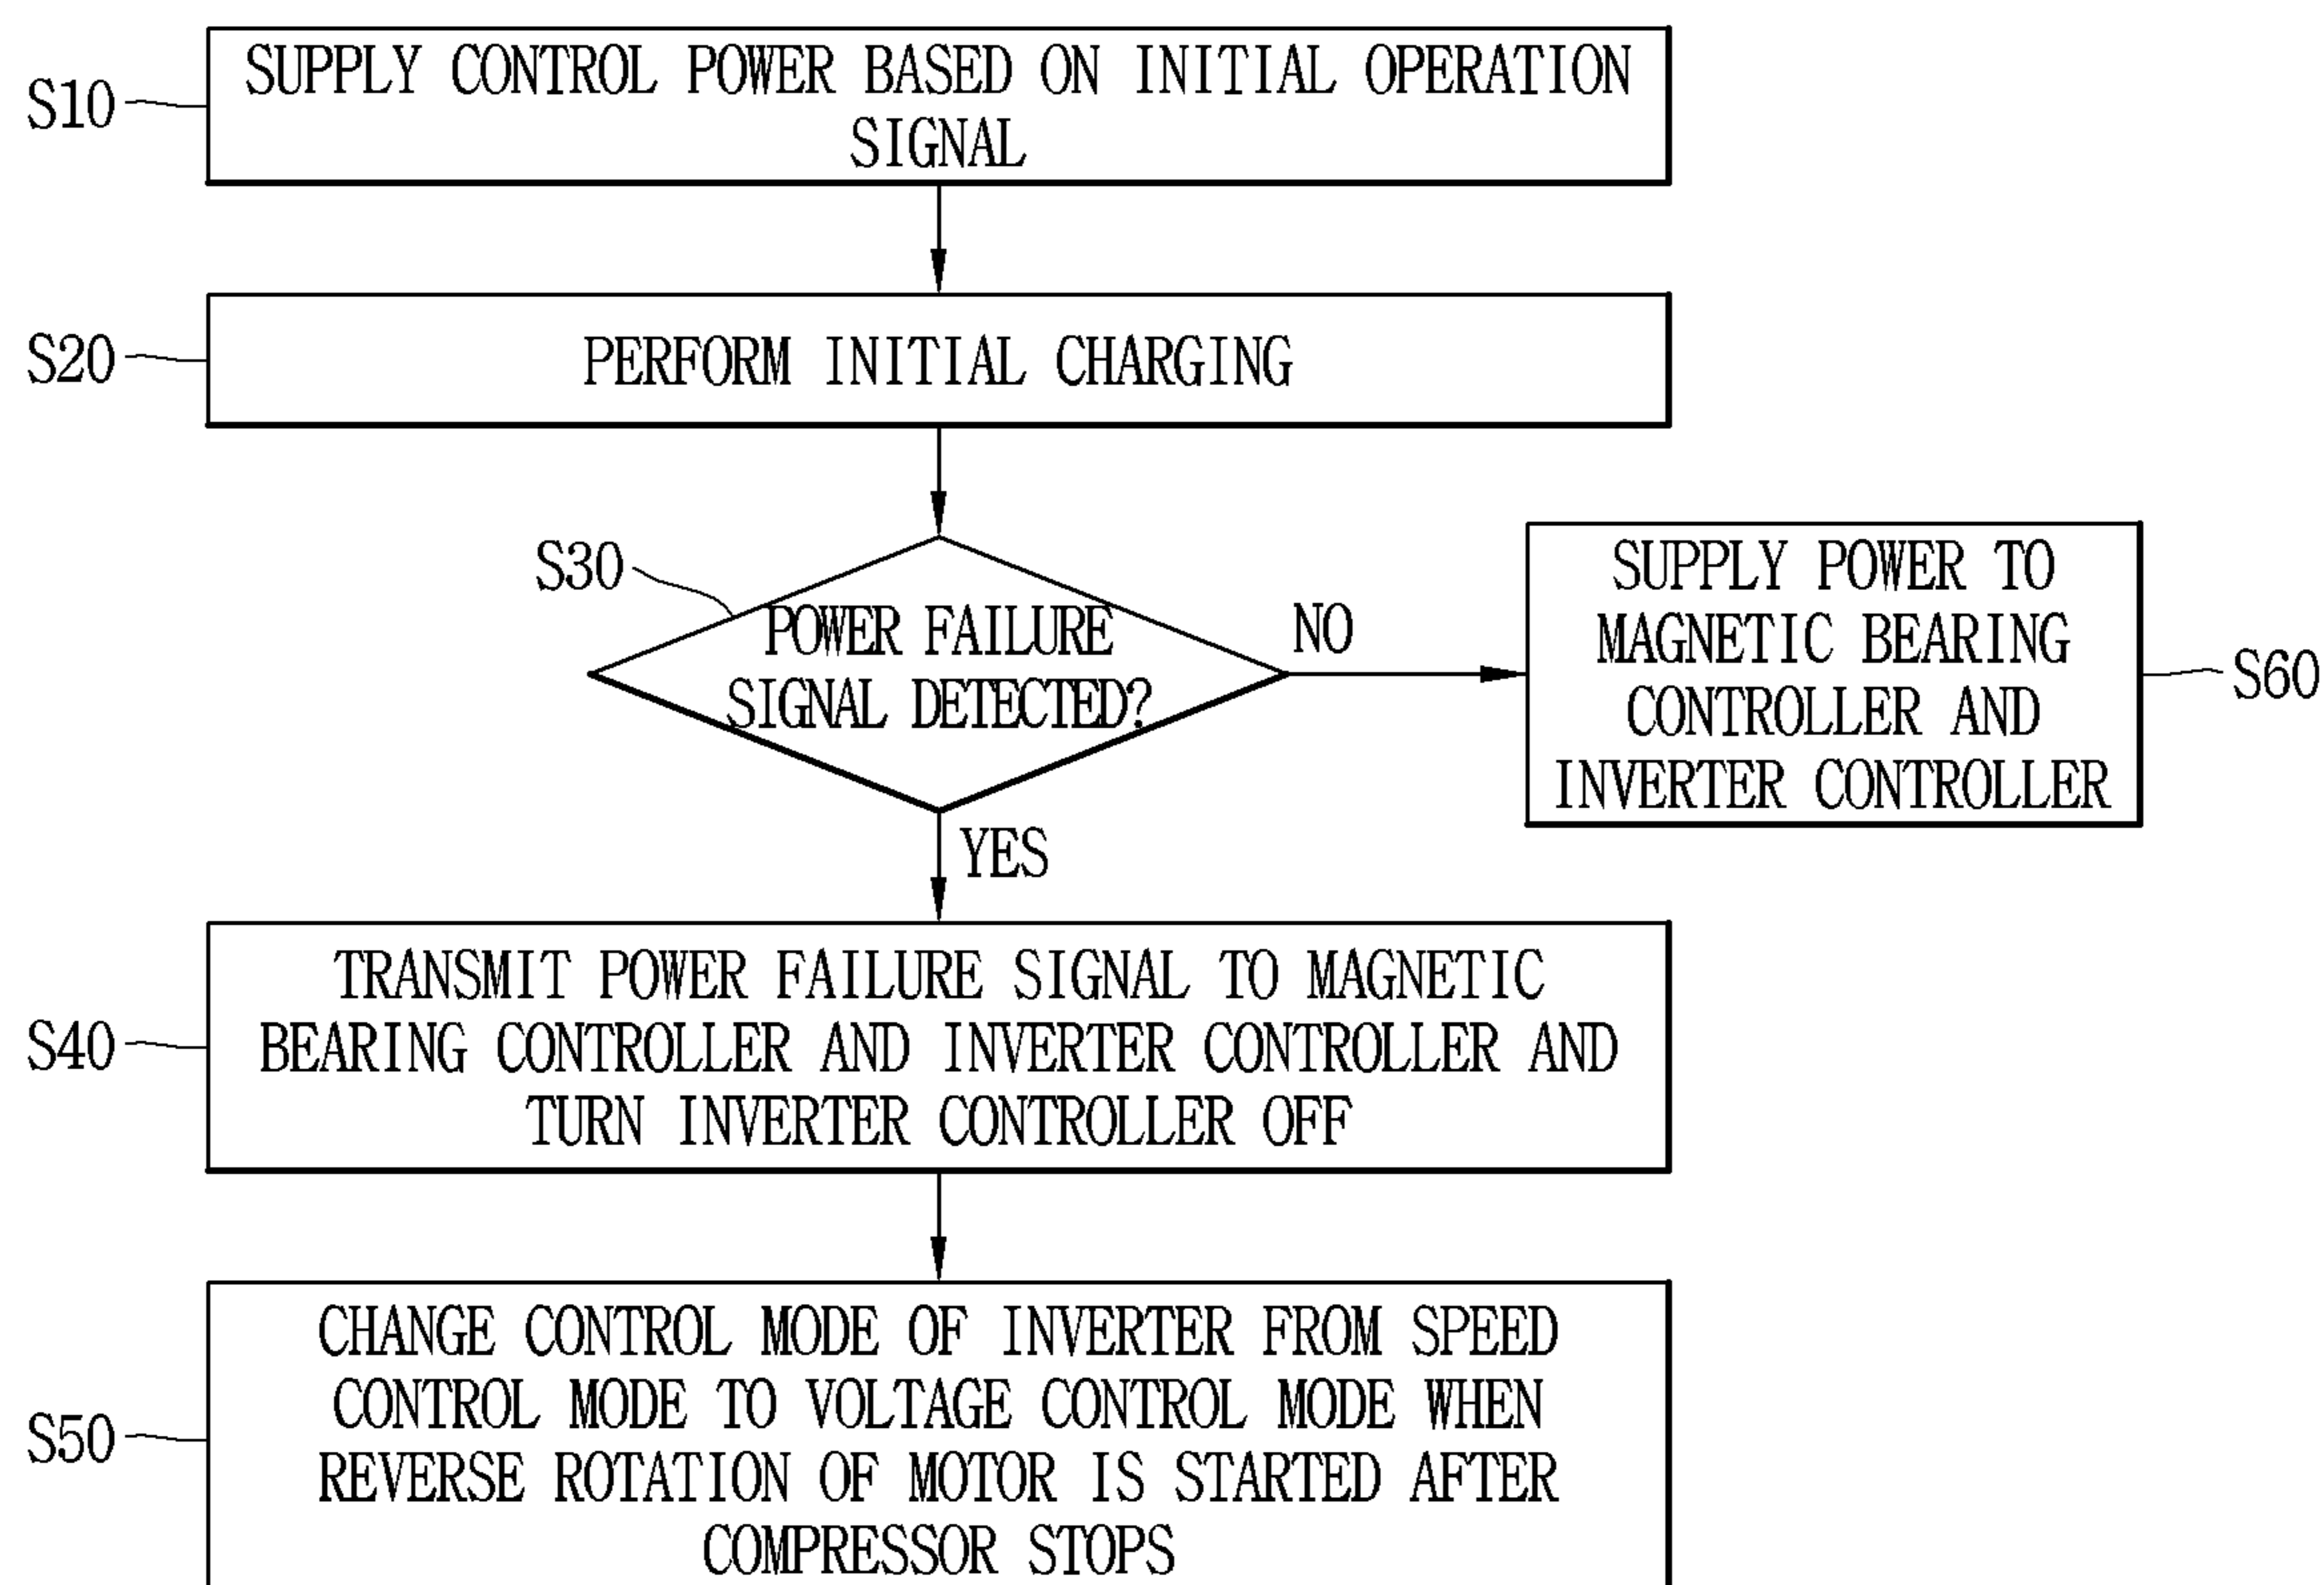 S10
SUPPLY CONTROL POWER BASED ON INITIAL OPERATION
SIGNAL
S20
PERFORM INITIAL CHARGING
S30
POWER FAILURE
SIGNAL DETECTED?
NO
SUPPLY POWER TO
MAGNETIC BEARING
CONTROLLER AND
INVERTER CONTROLLER
S60
YES
S40
TRANSMIT POWER FAILURE SIGNAL TO MAGNETIC
BEARING CONTROLLER AND INVERTER CONTROLLER AND
TURN INVERTER CONTROLLER OFF
S50
CHANGE CONTROL MODE OF INVERTER FROM SPEED
CONTROL MODE TO VOLTAGE CONTROL MODE WHEN
REVERSE ROTATION OF MOTOR IS STARTED AFTER
COMPRESSOR STOPS